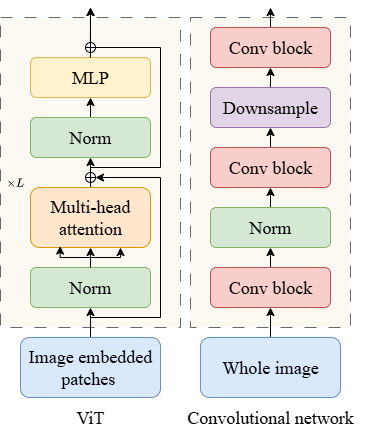 MLP
Norm
×L
Multi-head
attention
Norm
Image embedded
patches
ViT
Conv block
Downsample
Conv block
Norm
Conv block
Whole image
Convolutional network